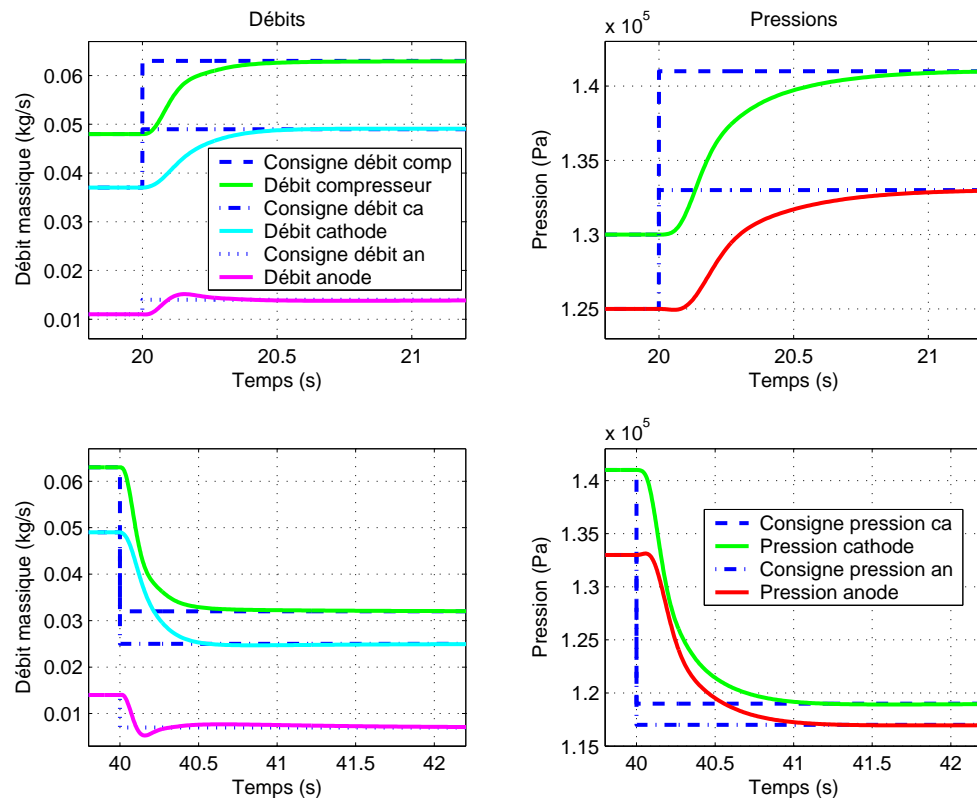 Débits
0.06
0.05
0.04
0.03
0.02
0.01
Débit massique (kg/s)
20
20.5
21
Temps (s)
Consigne débit comp
Débit compresseur
Consigne débit ca
Débit cathode
Consigne débit an
Débit anode
Pressions
x 10^5
1.4
1.35
1.3
1.25
Pression (Pa)
20
20.5
21
Temps (s)
0.06
0.05
0.04
0.03
0.02
0.01
Débit massique (kg/s)
40
40.5
41
41.5
42
Temps (s)
x 10^5
1.4
1.35
1.3
1.25
1.2
1.15
Pression (Pa)
40
40.5
41
41.5
42
Temps (s)
Consigne pression ca
Pression cathode
Consigne pression an
Pression anode